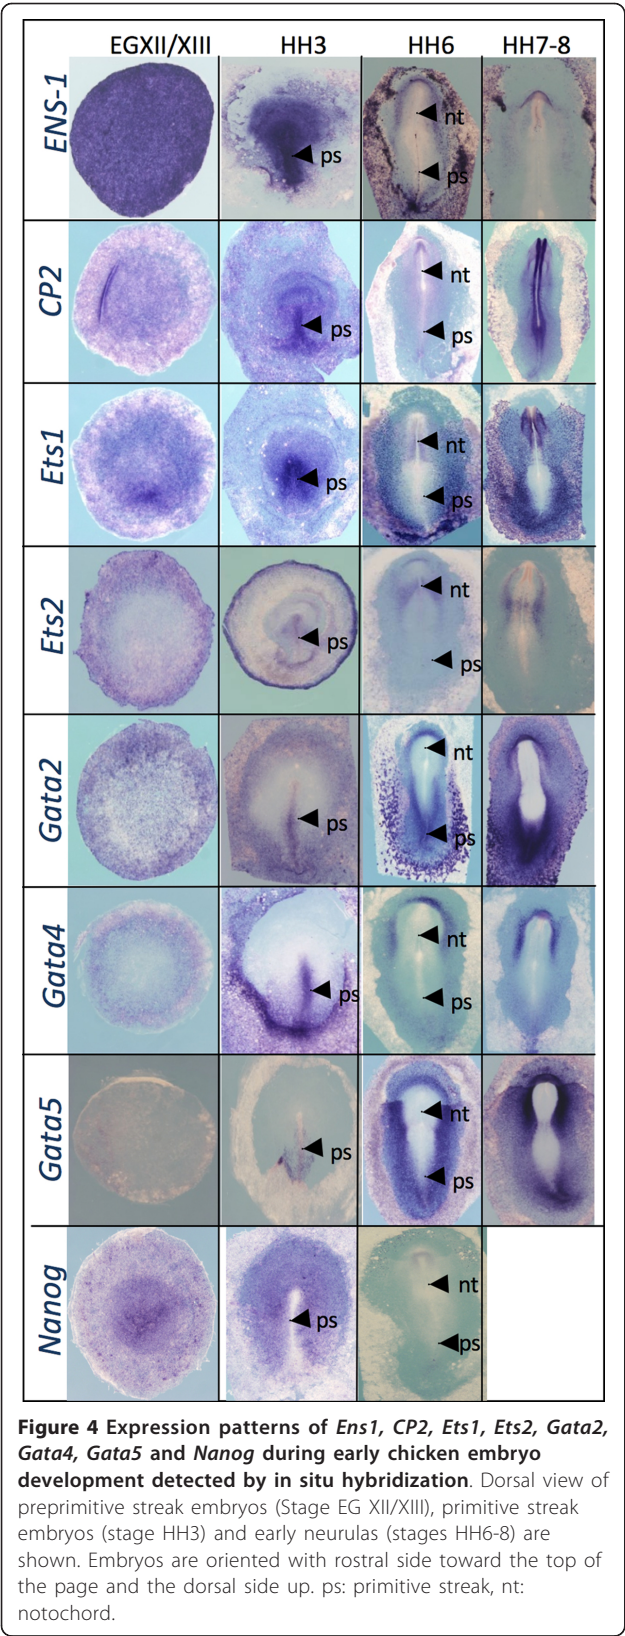 EGXII/XIII HH3 HH6 HH7-8
ENS-1
ps
nt
ps
CP2
ps
nt
ps
Ets1
ps
nt
ps
Ets2
ps
nt
ps
Gata2
ps
nt
ps
Gata4
ps
nt
ps
Gata5
ps
nt
ps
Nanog
ps
nt
ps
Figure 4 Expression patterns of Ens1, CP2, Ets1, Ets2, Gata2,
Gata4, Gata5 and Nanog during early chicken embryo
development detected by in situ hybridization. Dorsal view of
preprimitive streak embryos (Stage EG XII/XIII), primitive streak
embryos (stage HH3) and early neurulas (stages HH6-8) are
shown. Embryos are oriented with rostral side toward the top of
the page and the dorsal side up. ps: primitive streak, nt:
notochord.